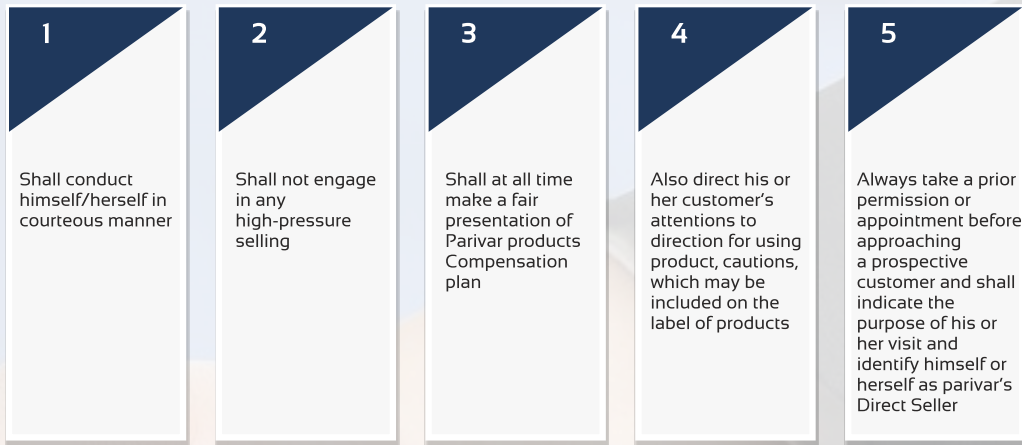 1
Shall conduct
himself/herself in
courteous manner
2
Shall not engage
in any
high-pressure
selling
3
Shall at all time
make a fair
presentation of
Parivar products
Compensation
plan
4
Also direct his or
her customer's
attentions to
direction for using
product, cautions,
which may be
included on the
label of products
5
Always take a prior
permission or
appointment before
approaching
a prospective
customer and shall
indicate the
purpose of his or
her visit and
identify himself or
herself as parivar's
Direct Seller